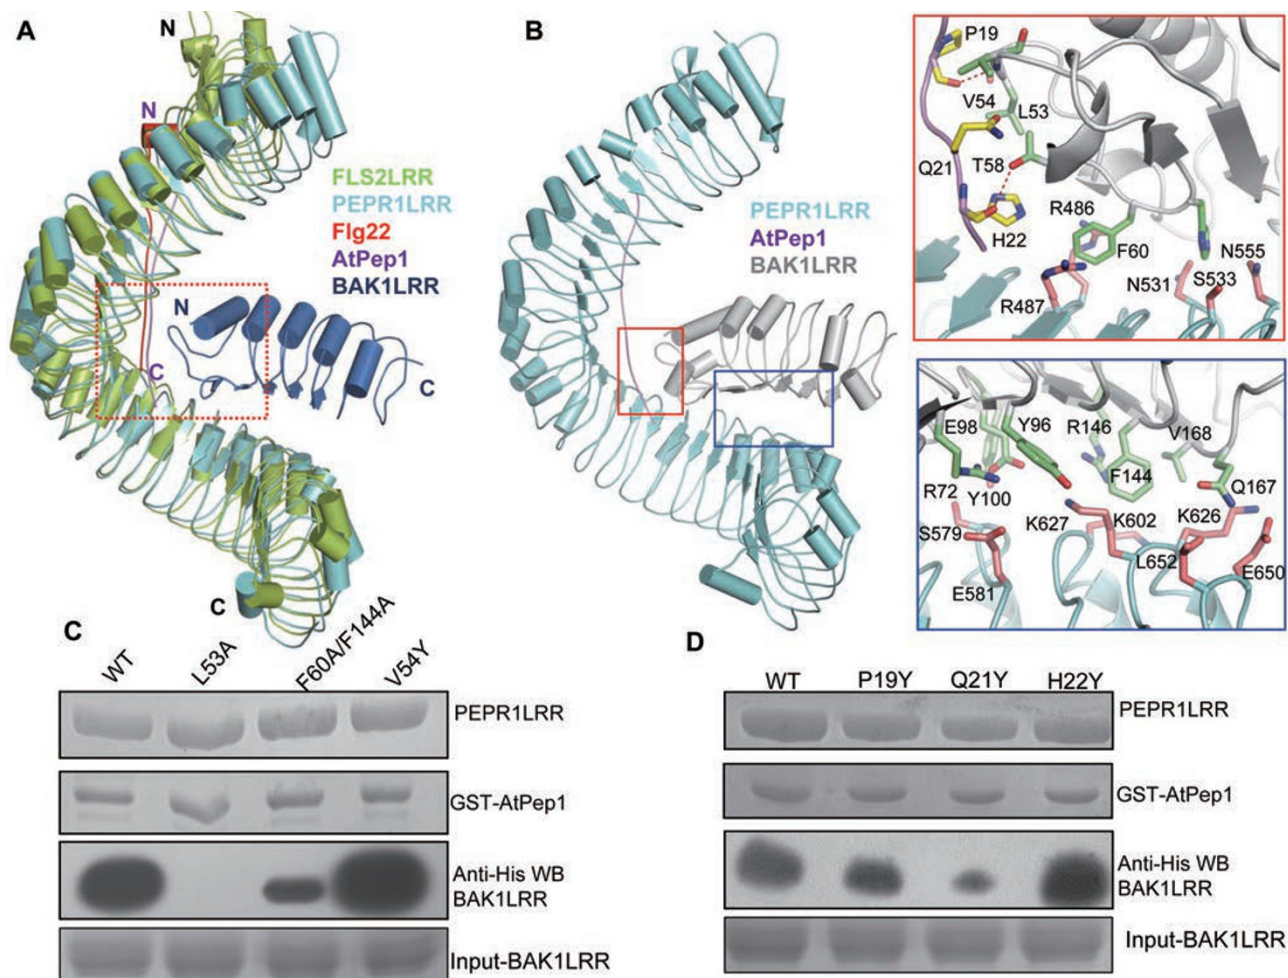 A
N
N
FLS2LRR
PEPR1LRR
Flg22
AtPep1
BAK1LRR
N
C
C
C
B
PEPR1LRR
AtPep1
BAK1LRR
P19
V54
L53
Q21
T58
R486
H22
F60
N555
N531
S533
R487
E98
Y96
R146
V168
F144
Q167
R72
Y100
K627
K602
K626
S579
L652
E650
E581
C
WT
L53A
F60A/F144A
V54Y
PEPR1LRR
GST-AtPep1
Anti-His WB
BAK1LRR
Input-BAK1LRR
D
WT P19Y Q21Y H22Y
PEPR1LRR
GST-AtPep1
Anti-His WB
BAK1LRR
Input-BAK1LRR